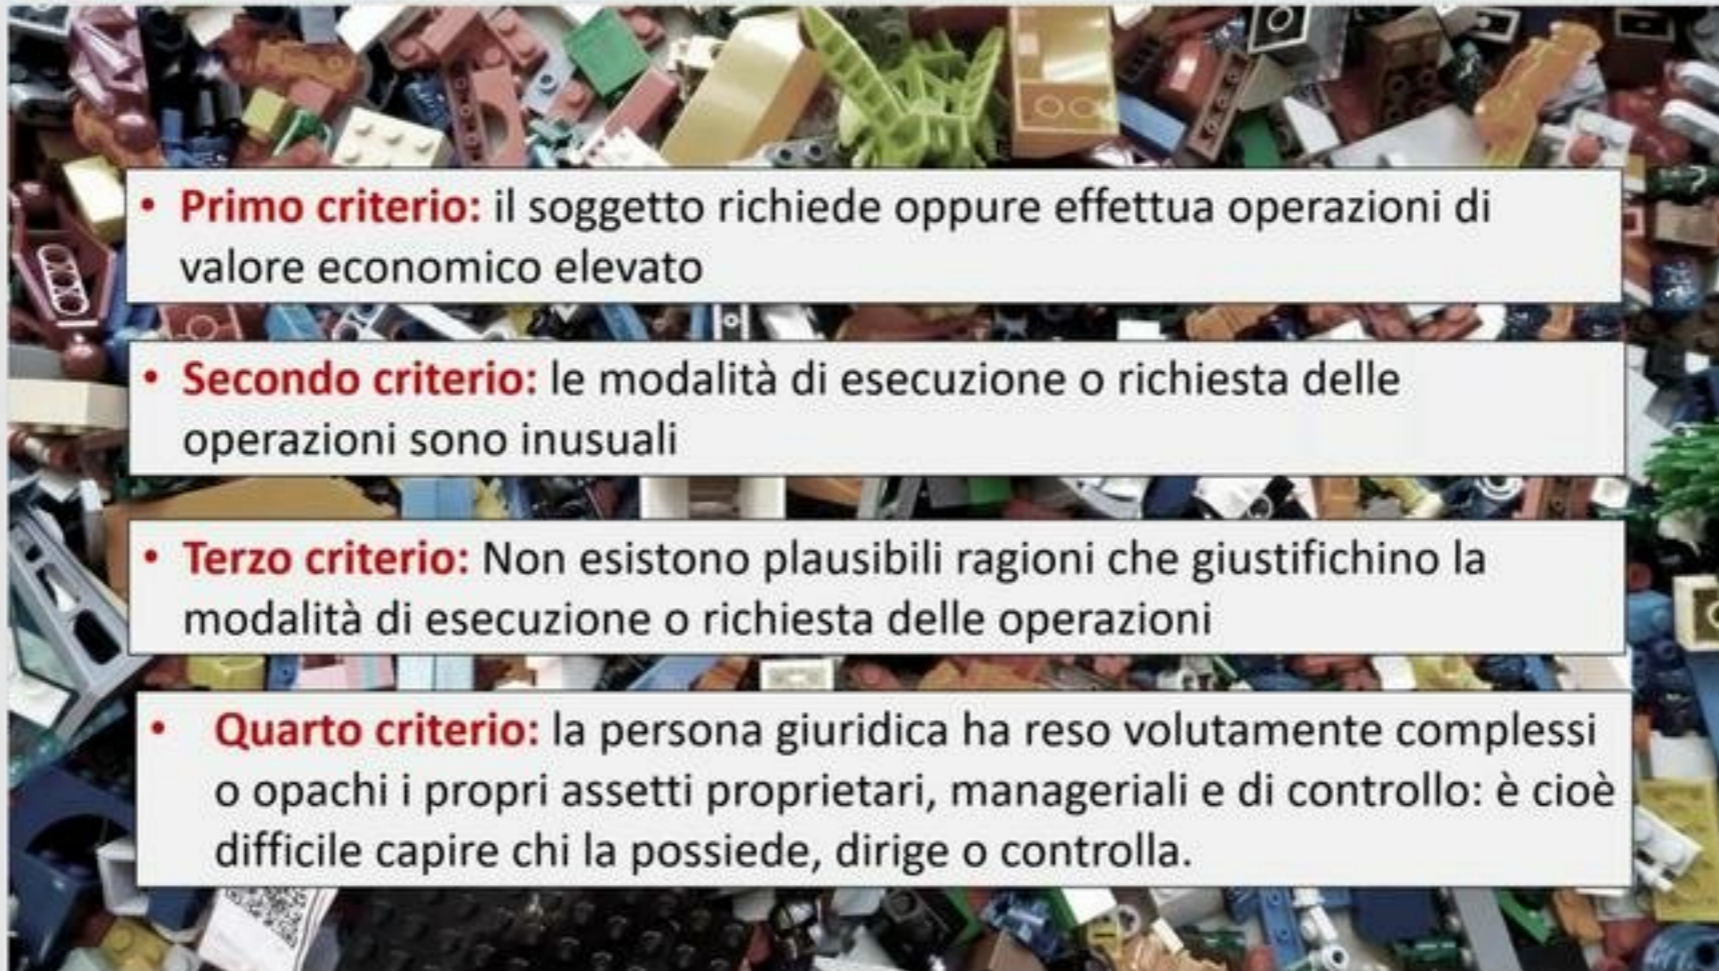 • Primo criterio: il soggetto richiede oppure effettua operazioni di
valore economico elevato
• Secondo criterio: le modalità di esecuzione o richiesta delle
operazioni sono inusuali
• Terzo criterio: Non esistono plausibili ragioni che giustifichino la
modalità di esecuzione o richiesta delle operazioni
• Quarto criterio: la persona giuridica ha reso volutamente complessi
o opachi i propri assetti proprietari, manageriali e di controllo: è cioè
difficile capire chi la possiede, dirige o controlla.